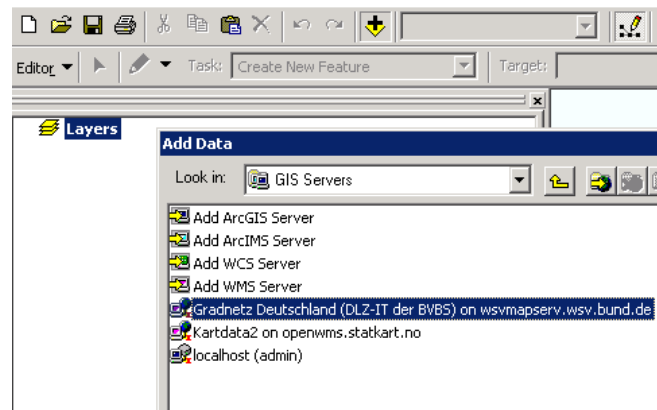 Editor
Task:
Create New Feature
Target:
Layers
Add Data
Look in:
GIS Servers
Add ArcGIS Server
Add ArcIMS Server
Add WCS Server
Add WMS Server
Gradnetz Deutschland (DLZ-IT der BVBS) on wsvmapserv.wsv.bund.de
Kartdata2 on openwms.statkart.no
localhost (admin)